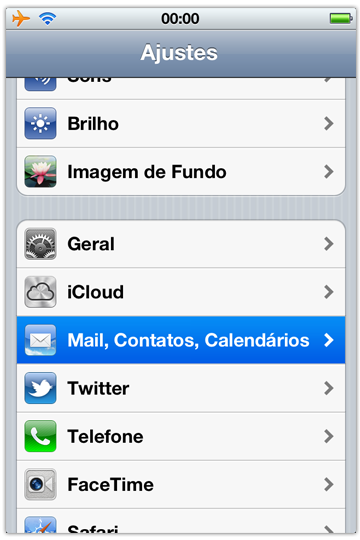 00:00
Ajustes
Sons
Brilho
Imagem de Fundo
Geral
iCloud
Mail, Contatos, Calendários
Twitter
Telefone
FaceTime
Safari